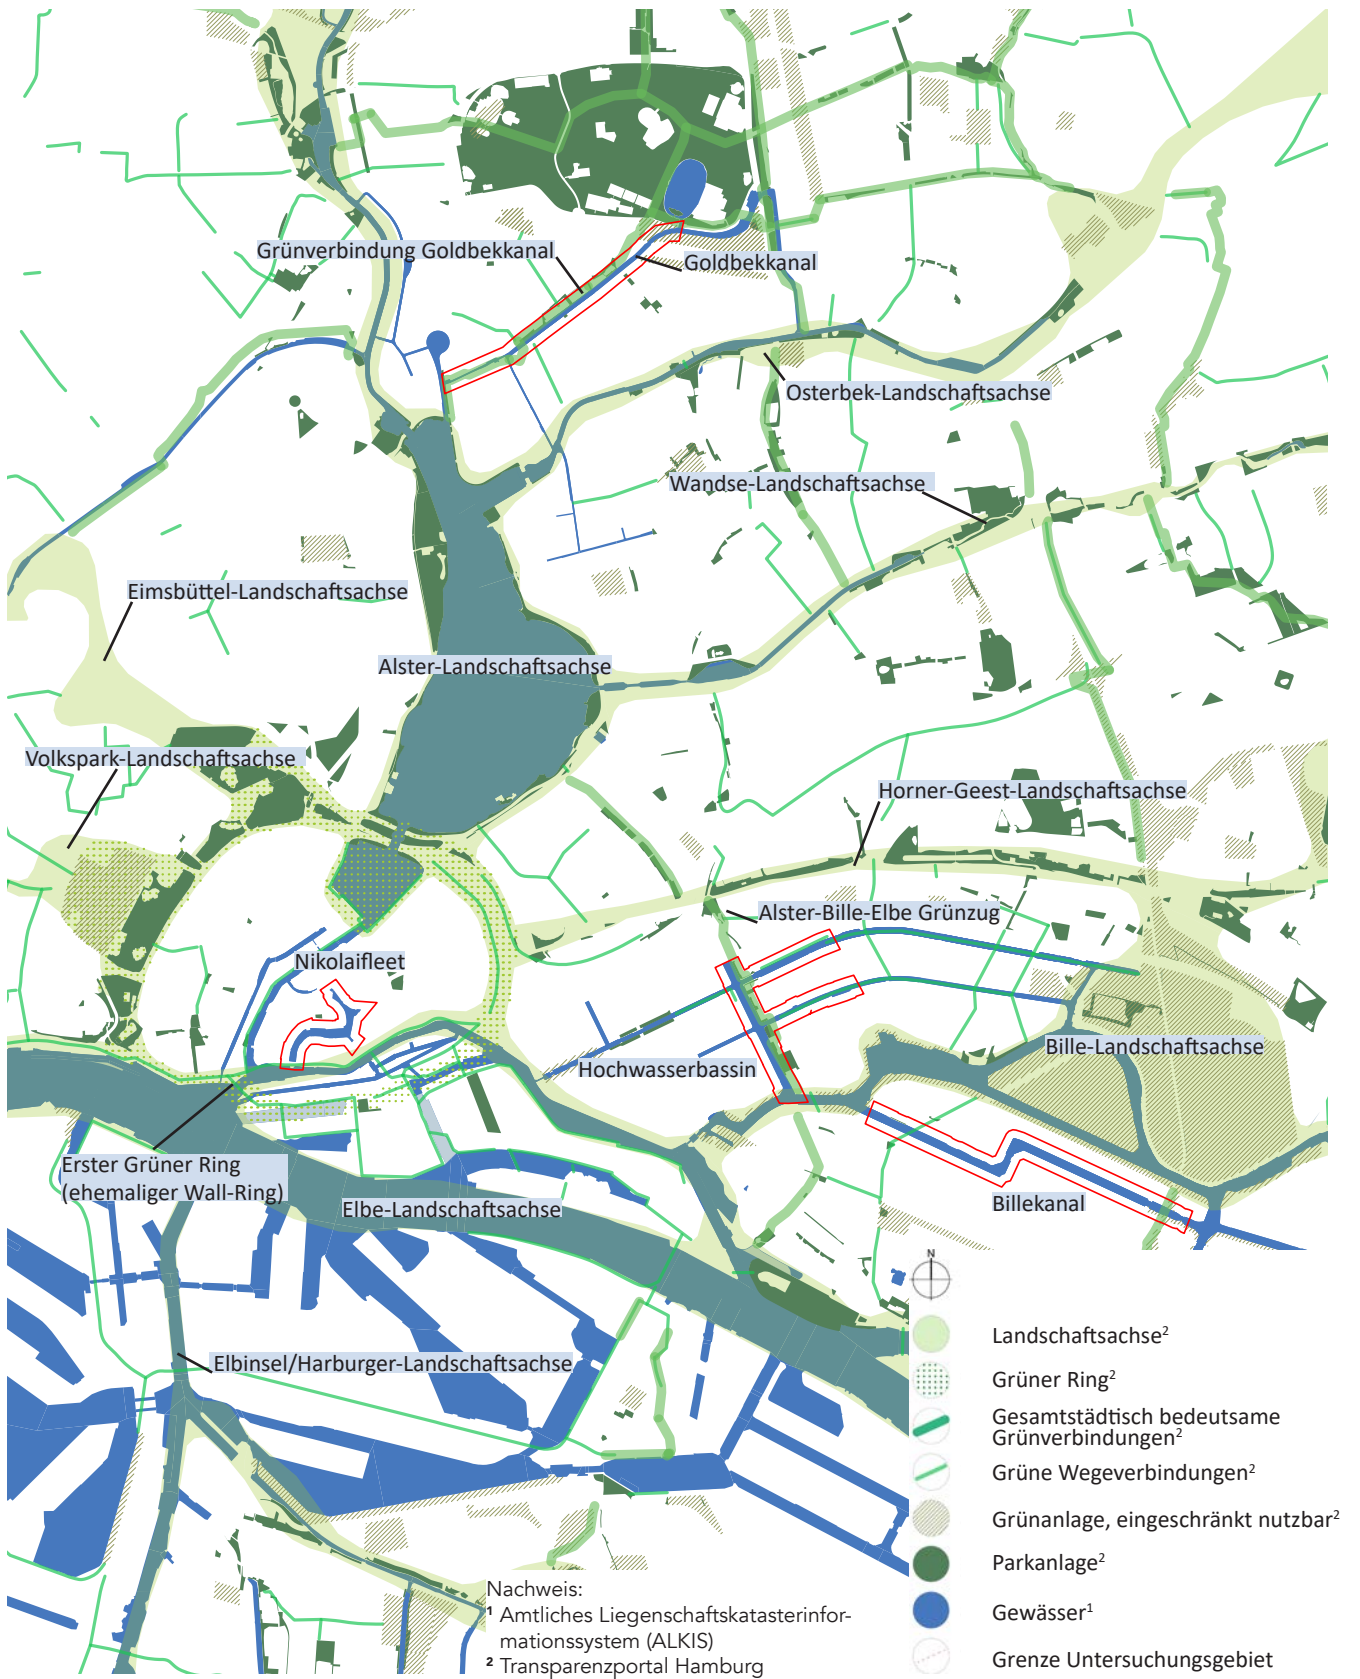 Grünverbindung Goldbekkanal
Goldbekkanal
Osterbek-Landschaftsachse
Wandse-Landschaftsachse
Eimsbüttel-Landschaftsachse
Alster-Landschaftsachse
Volkspark-Landschaftsachse
Horner-Geest-Landschaftsachse
Alster-Bille-Elbe Grünzug
Nikolaifleet
Hochwasserbassin
Bille-Landschaftsachse
Erster Grüner Ring
(ehemaliger Wall-Ring)
Elbe-Landschaftsachse
Billekanal
Elbinsel/Harburger-Landschaftsachse
N
Landschaftsachse²
Grüner Ring²
Gesamtstädtisch bedeutsame
Grünverbindungen²
Grüne Wegeverbindungen²
Grünanlage, eingeschränkt nutzbar²
Parkanlage²
Gewässer¹
Grenze Untersuchungsgebiet
Nachweis:
¹ Amtliches Liegenschaftskatasterinfor-
mationssystem (ALKIS)
² Transparenzportal Hamburg